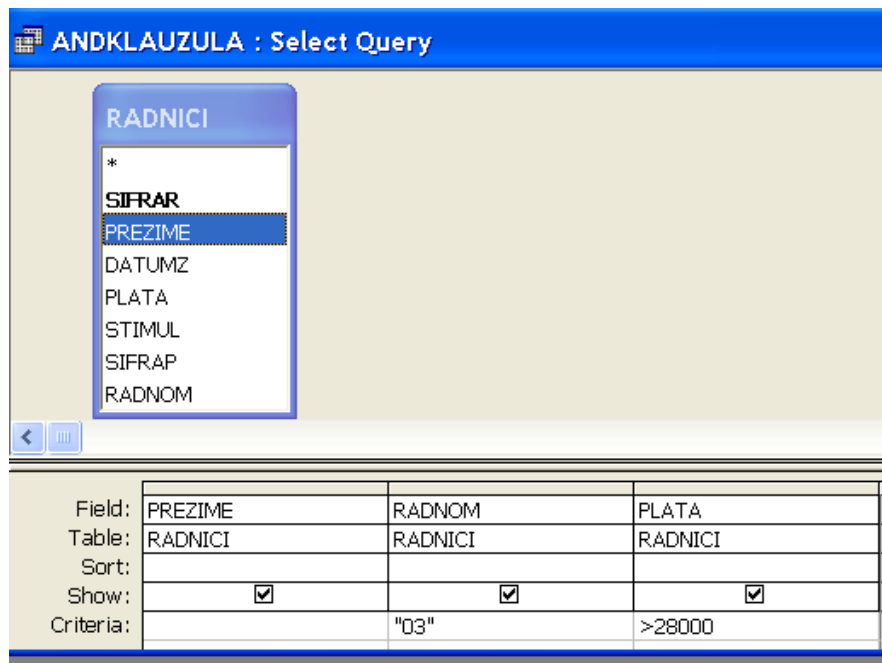 ANDKLAUZULA : Select Query
RADNICI
*
SIFRAR
PREZIME
DATUMZ
PLATA
STIMUL
SIFRAP
RADNOM
Field: PREZIME RADNOM PLATA
Table: RADNICI RADNICI RADNICI
Sort:
Show:
Criteria: "03" >28000